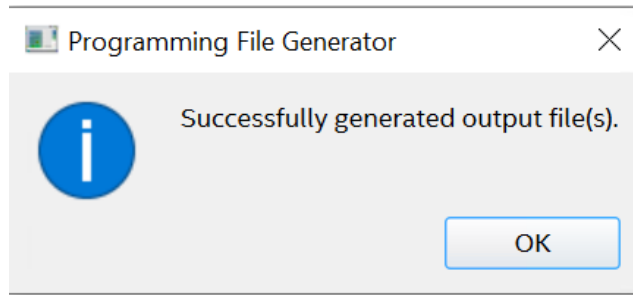 Programming File Generator
Successfully generated output file(s).
OK